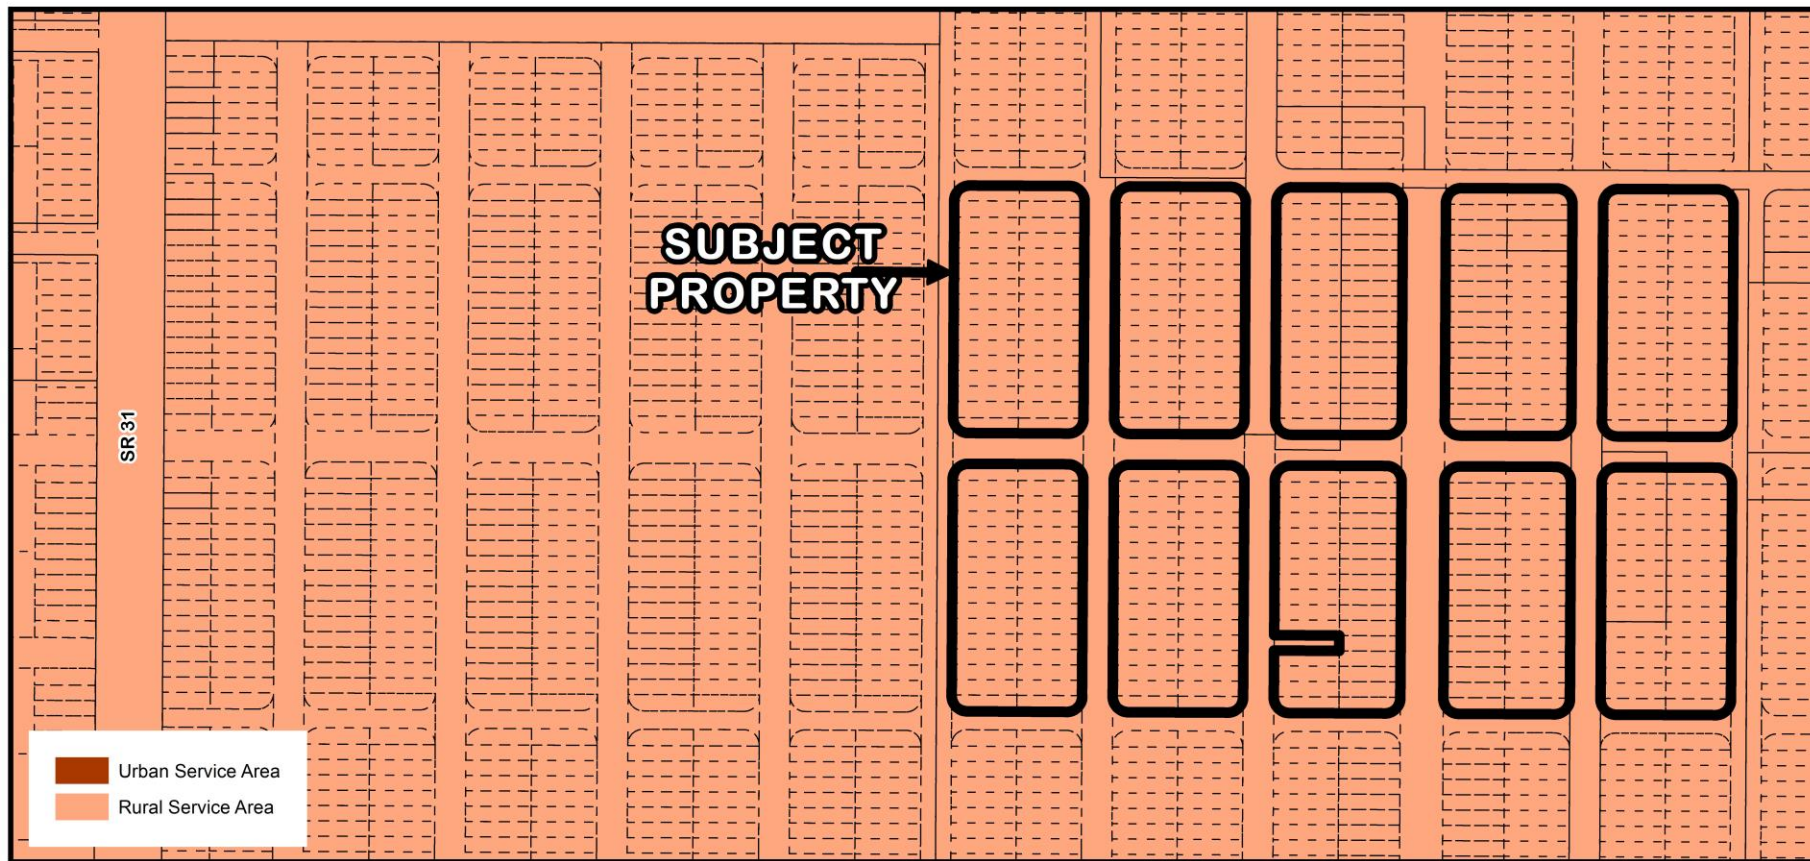 SUBJECT
PROPERTY
SR 31
Urban Service Area
Rural Service Area